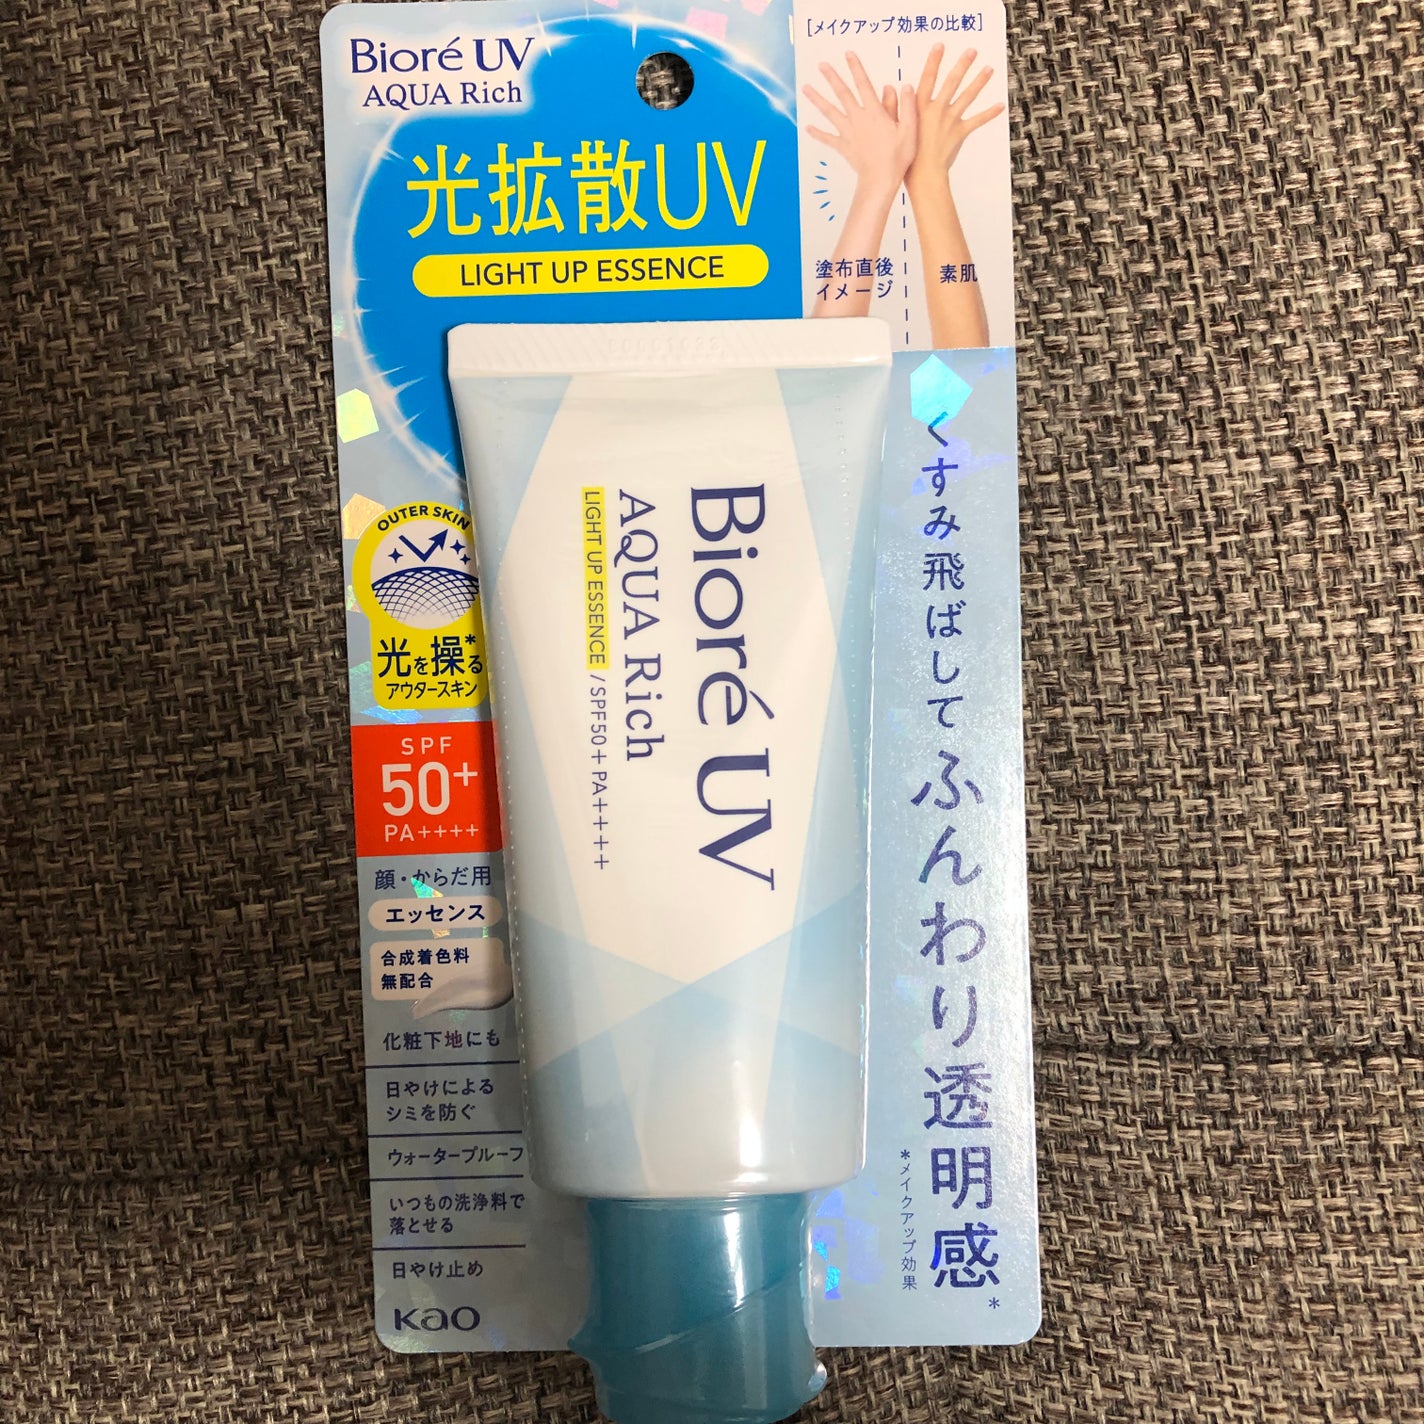 Bioré UV
AQUA Rich
光拡散UV
LIGHT UP ESSENCE
[メイクアップ効果の比較]
塗布直後
イメージ
素肌
くすみ飛ばしてふんわり透明感*
*メイクアップ効果
OUTER SKIN
光を操る*
アウタースキン
SPF
50+
PA++++
顔・からだ用
エッセンス
合成着色料
無配合
化粧下地にも
日やけによる
シミを防ぐ
ウォータープルーフ
いつもの洗浄料で
落とせる
日やけ止め
Kao
Bioré UV
AQUA Rich
LIGHT UP ESSENCE / SPF50+ PA++++